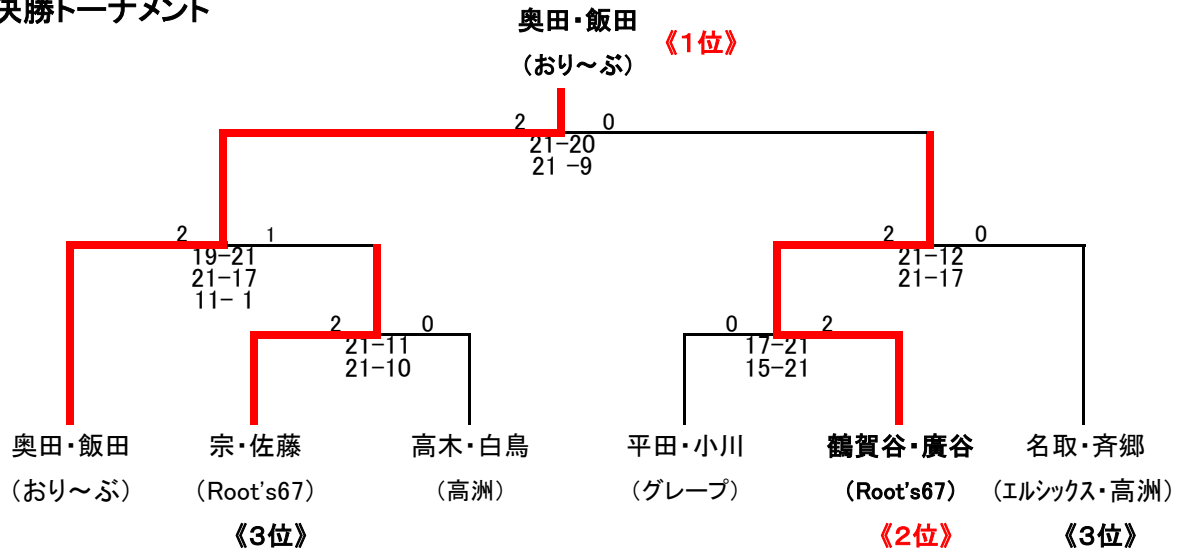 決勝トーナメント
奥田・飯田
《1位》
（おり～ぶ）
2 0
21-20
21 -9
2 1
19-21
21-17
11- 1
2 0
21-12
21-17
2 0
21-11
21-10
0 2
17-21
15-21
奥田・飯田 宗・佐藤 高木・白鳥 平田・小川 鶴賀谷・廣谷 名取・斉郷
（おり～ぶ） （Root's67） （高洲） （グレープ） （Root's67） （エルシックス・高洲）
《3位》 《2位》 《3位》